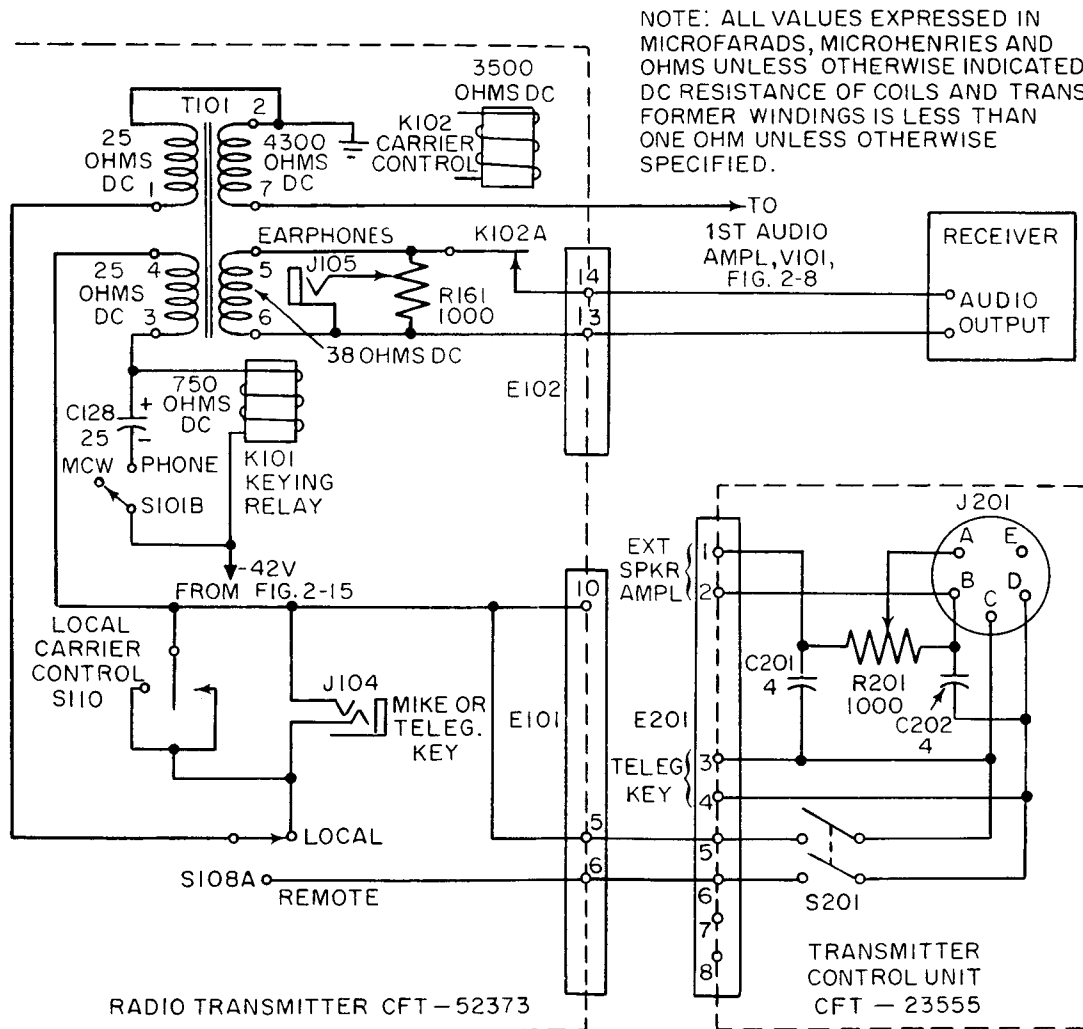 NOTE: ALL VALUES EXPRESSED IN
MICROFARADS, MICROHENRIES AND
OHMS UNLESS OTHERWISE INDICATED
DC RESISTANCE OF COILS AND TRANS
FORMER WINDINGS IS LESS THAN
ONE OHM UNLESS OTHERWISE
SPECIFIED.
3500
OHMS DC
K102
CARRIER
CONTROL
T101
2
25
OHMS
DC
1
4300
OHMS
DC
7
TO
1ST AUDIO
AMPL, V101,
FIG. 2-8
RECEIVER
AUDIO
OUTPUT
4
25
OHMS
DC
3
5
6
EARPHONES
J105
K102A
R161
1000
38 OHMS DC
14
13
E102
C128
25
+
-
750
OHMS
DC
K101
KEYING
RELAY
MCW
PHONE
S101B
-42V
FROM FIG. 2-15
10
LOCAL
CARRIER
CONTROL
S110
J104
MIKE OR
TELEG.
KEY
E101
LOCAL
5
S108A
REMOTE
6
RADIO TRANSMITTER CFT-52373
J201
A
E
B
D
C
EXT
SPKR
AMPL
1
2
C201
4
R201
1000
C202
4
E201
TELEG
KEY
3
4
5
6
7
8
S201
TRANSMITTER
CONTROL UNIT
CFT - 23555